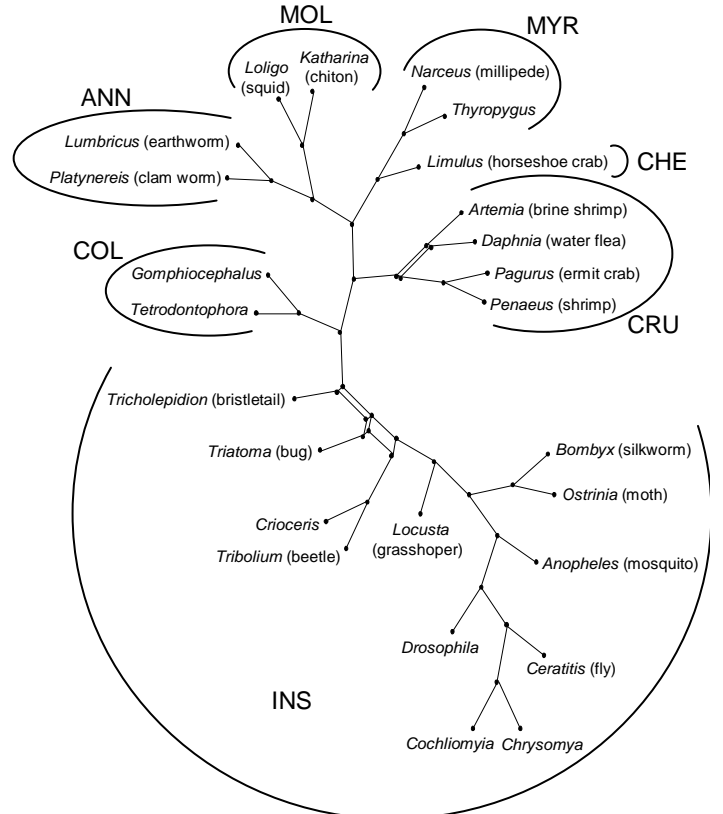 MOL
MYR
Loligo
(squid)
Katharina
(chiton)
Narceus (millipede)
Thyropygus
ANN
Lumbricus (earthworm)
Platynereis (clam worm)
Limulus (horseshoe crab)
CHE
Artemia (brine shrimp)
Daphnia (water flea)
Pagurus (ermit crab)
Penaeus (shrimp)
CRU
COL
Gomphiocephalus
Tetrodontophora
Tricholepidion (bristletail)
Triatoma (bug)
Crioceris
Tribolium (beetle)
Locusta
(grasshoper)
Bombyx (silkworm)
Ostrinia (moth)
Anopheles (mosquito)
Drosophila
Ceratitis (fly)
INS
Cochliomyia
Chrysomya